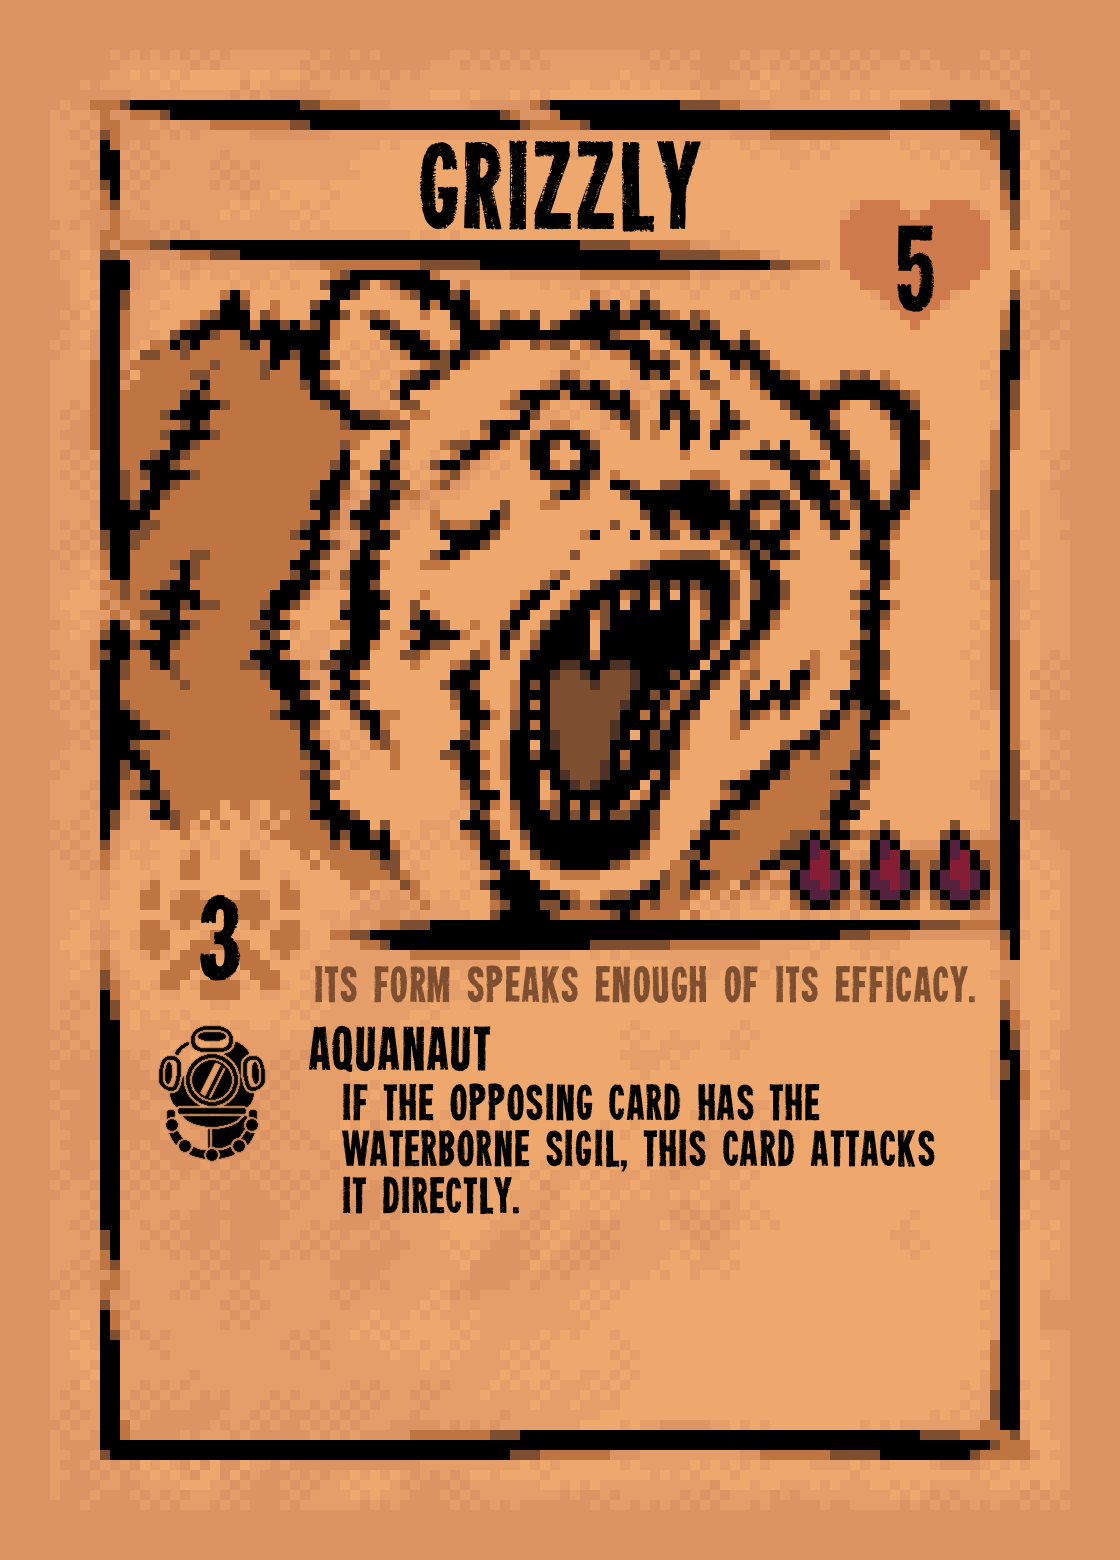 GRIZZLY
5
3
ITS FORM SPEAKS ENOUGH OF ITS EFFICACY.
AQUANAUT
IF THE OPPOSING CARD HAS THE
WATERBORNE SIGIL, THIS CARD ATTACKS
IT DIRECTLY.